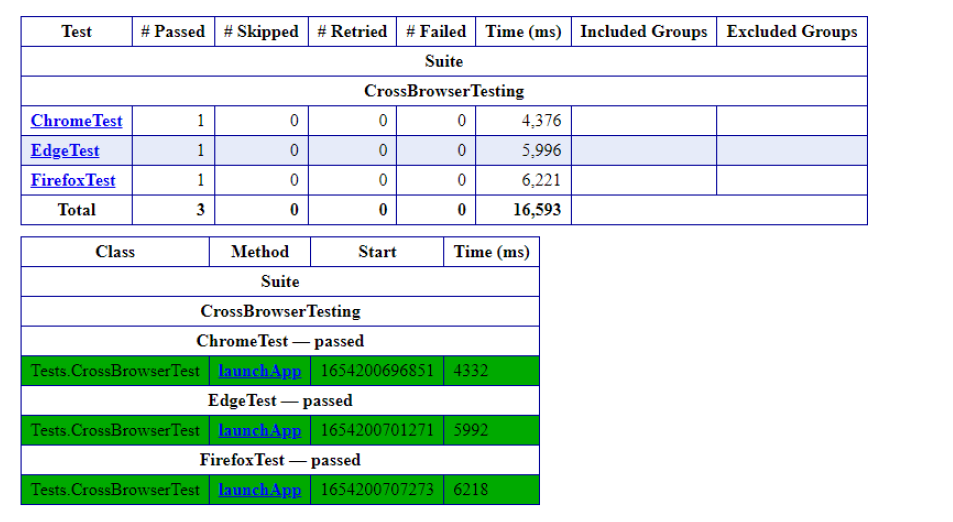 Test # Passed # Skipped # Retried # Failed Time (ms) Included Groups Excluded Groups
Suite
CrossBrowserTesting
ChromeTest 1 0 0 0 4,376
EdgeTest 1 0 0 0 5,996
FirefoxTest 1 0 0 0 6,221
Total 3 0 0 0 16,593
Class Method Start Time (ms)
Suite
CrossBrowserTesting
ChromeTest — passed
Tests.CrossBrowserTest launchApp 1654200696851 4332
EdgeTest — passed
Tests.CrossBrowserTest launchApp 1654200701271 5992
FirefoxTest — passed
Tests.CrossBrowserTest launchApp 1654200707273 6218